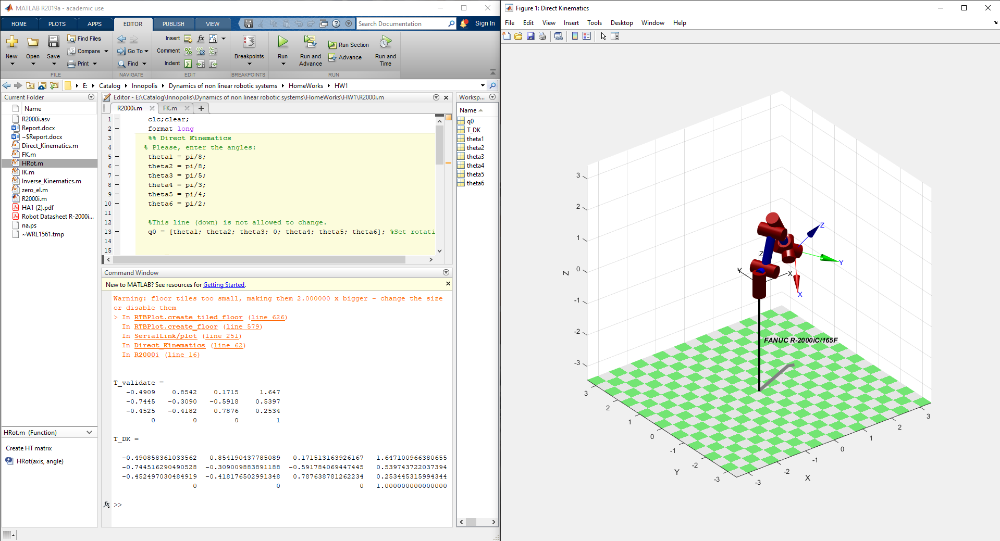 MATLAB R2019a - academic use
HOME PLOTS APPS EDITOR PUBLISH VIEW Search Documentation Sign In
New Open Save Find Files Compare Print
FILE
Go To Find
NAVIGATE
Insert fx
Comment
Indent
EDIT
Breakpoints
BREAKPOINTS
Run Run and Advance Run Section Advance Run and Time
RUN
E: Catalog Innopolis Dynamics of non linear robotic systems HomeWorks HW1
Current Folder
Name
R2000i.asv
Report.docx
~$Report.docx
Direct_Kinematics.m
FK.m
HRot.m
IK.m
Inverse_Kinematics.m
zero_el.m
R2000i.m
HA1 (2).pdf
Robot Datasheet R-2000i...
na.ps
~WRL1561.tmp
HRot.m (Function)
Create HT matrix
HRot(axis, angle)
Editor - E:\Catalog\Innopolis\Dynamics of non linear robotic systems\HomeWorks\HW1\R2000i.m
R2000i.m FK.m
1 clc;clear;
2 format long
3 %% Direct Kinematics
4 % Please, enter the angles:
5 theta1 = pi/8;
6 theta2 = pi/8;
7 theta3 = pi/5;
8 theta4 = pi/3;
9 theta5 = pi/4;
10 theta6 = pi/2;
11
12 %This line (down) is not allowed to change.
13 q0 = [theta1; theta2; theta3; 0; theta4; theta5; theta6]; %Set rotati
14
15
Command Window
New to MATLAB? See resources for Getting Started.
Warning: floor tiles too small, making them 2.000000 x bigger - change the size
or disable them
> In RTBPlot.create_tiled_floor (line 626)
In RTBPlot.create_floor (line 579)
In SerialLink/plot (line 251)
In Direct_Kinematics (line 62)
In R2000i (line 16)
T_validate =
-0.4909 0.8542 0.1715 1.647
-0.7445 -0.3090 -0.5918 0.5397
-0.4525 -0.4182 0.7876 0.2534
0 0 0 1
T_DK =
-0.490858361033562 0.854190437785089 0.171513163926167 1.647100966380655
-0.744516290490528 -0.309009883891188 -0.591784069447445 0.539743722037394
-0.452497030484919 -0.418176502991348 0.787638781262234 0.253445315994344
0 0 0 1.000000000000000
fx >>
Worksp...
Name
q0
T_DK
theta1
theta2
theta3
theta4
theta5
theta6
Figure 1: Direct Kinematics
File Edit View Insert Tools Desktop Window Help
3
2
1
0
-1
-2
-3
Z
Z
Y
X
Z
Y
X
FANUC R-2000iC/165F
3
2
1
0
-1
-2
-3
Y
-3
-2
-1
0
1
2
3
X